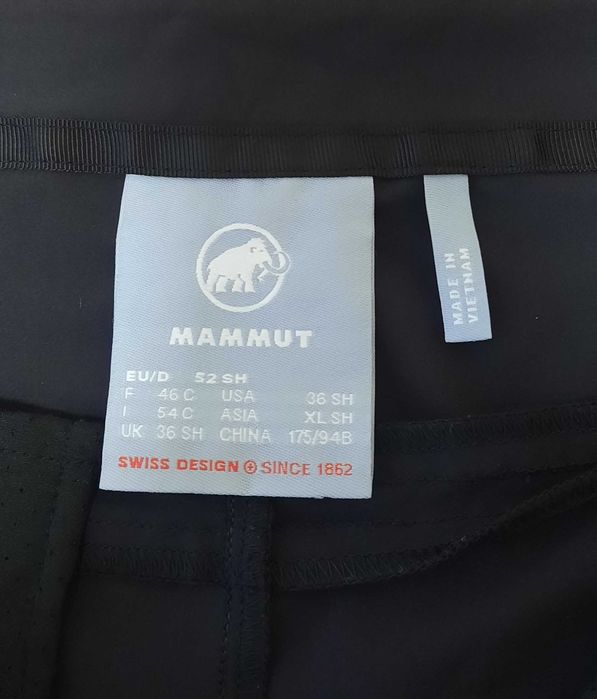 MAMMUT
EU/D 52 SH
F 46 C USA 36 SH
I 54 C ASIA XL SH
UK 36 SH CHINA 175/94B
SWISS DESIGN SINCE 1862
MADE IN
VIETNAM